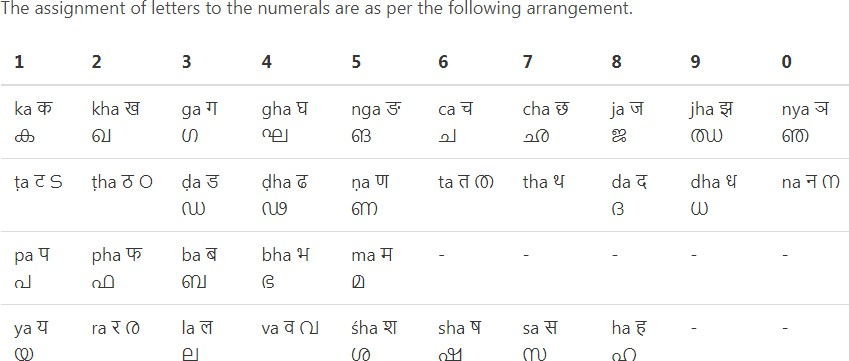 The assignment of letters to the numerals are as per the following arrangement.
1 2 3 4 5 6 7 8 9 0
ka क kha ख ga ग gha घ nga ङ ca च cha छ ja ज jha झ nya ञ
ക ഖ ഗ ഘ ങ ച ഛ ജ ഝ ഞ
ṭa ट ട ṭha ठ ഠ ḍa ड ḍha ढ ṇa ण ta त ത tha थ da द dha ध na न ന
ഡ ഢ ണ ദ ധ
pa प pha फ ba ब bha भ ma म - - - - -
പ ഫ ബ ഭ മ
ya य ra र ര la ल va व വ śha श sha ष sa स ha ह - -
യ ല ശ ഷ സ ഹ